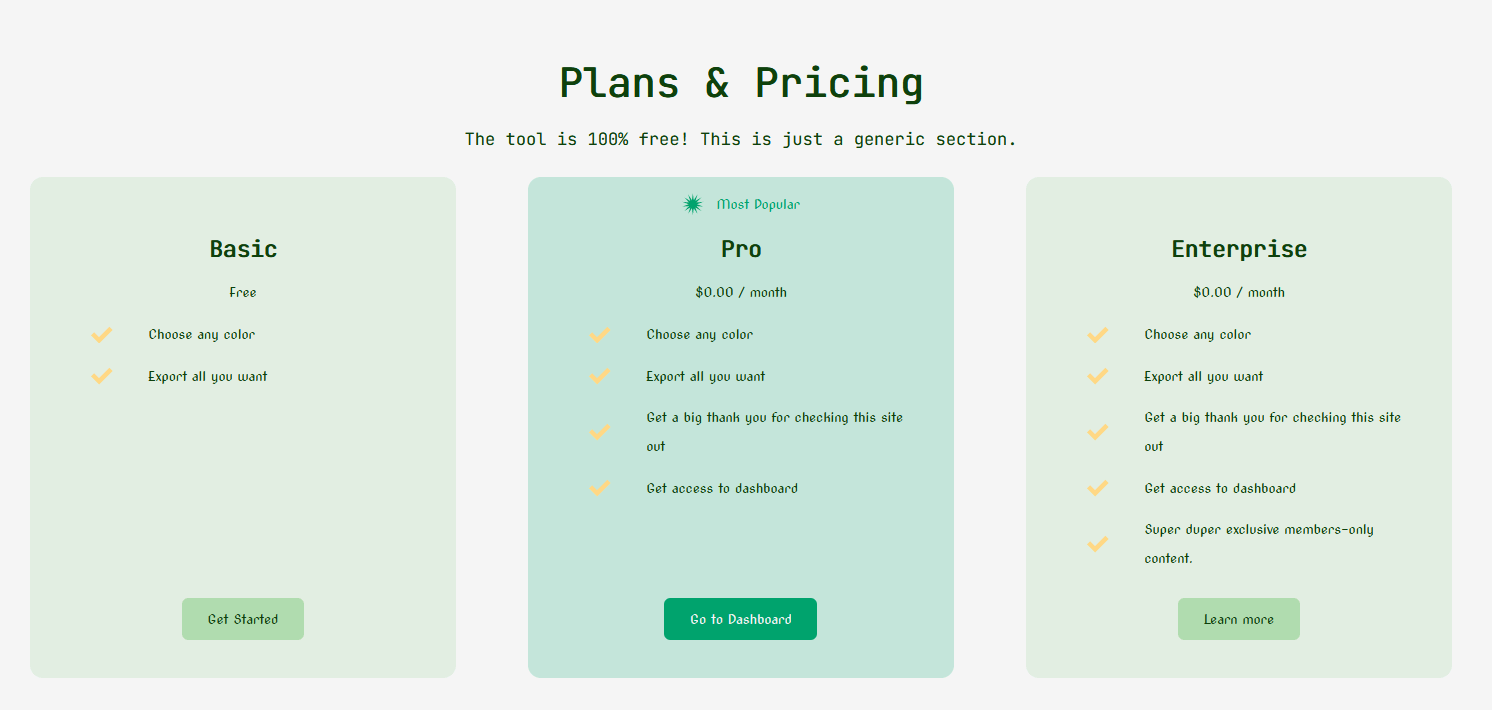 Plans & Pricing
The tool is 100% free! This is just a generic section.
Basic
Free
Choose any color
Export all you want
Get Started
Most Popular
Pro
$0.00 / month
Choose any color
Export all you want
Get a big thank you for checking this site
out
Get access to dashboard
Go to Dashboard
Enterprise
$0.00 / month
Choose any color
Export all you want
Get a big thank you for checking this site
out
Get access to dashboard
Super duper exclusive members-only
content.
Learn more